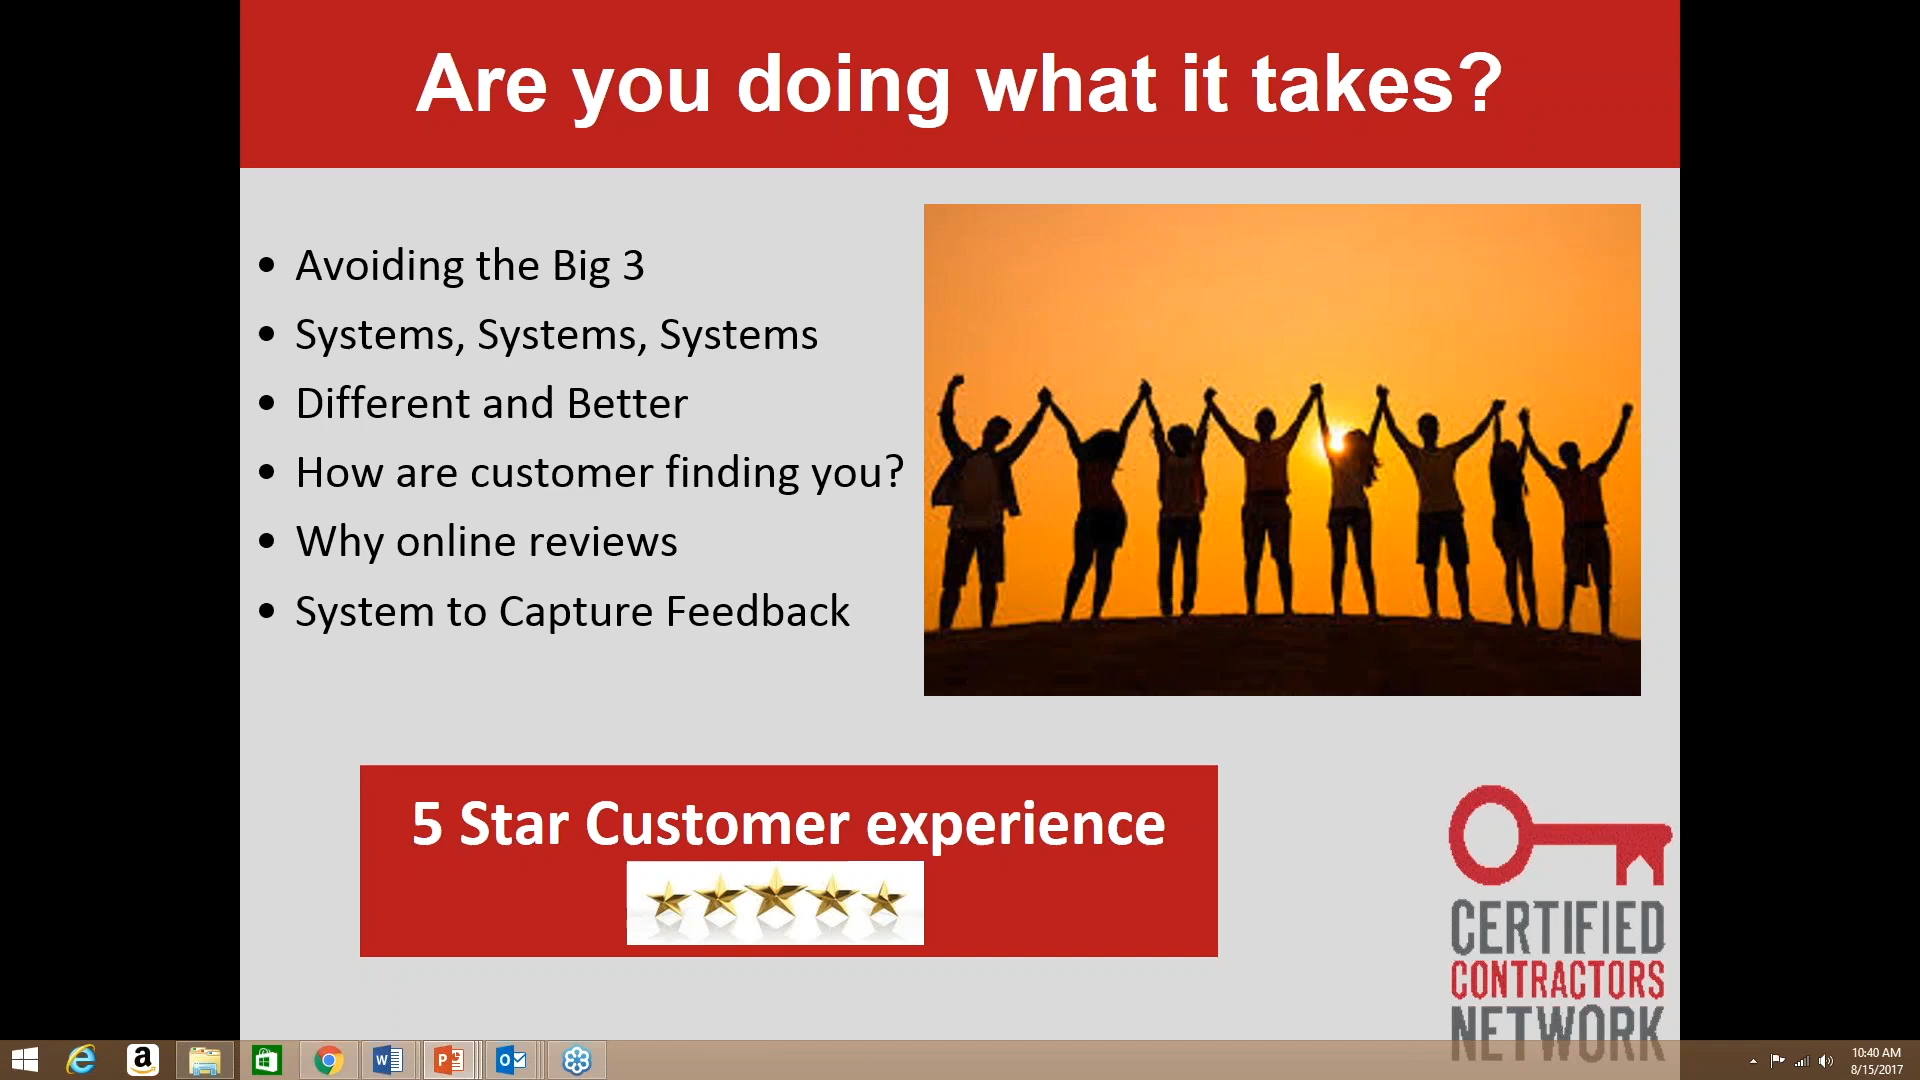 Are you doing what it takes?
• Avoiding the Big 3
• Systems, Systems, Systems
• Different and Better
• How are customer finding you?
• Why online reviews
• System to Capture Feedback
5 Star Customer experience
CERTIFIED
CONTRACTORS
NETWORK
10:40 AM
8/15/2017